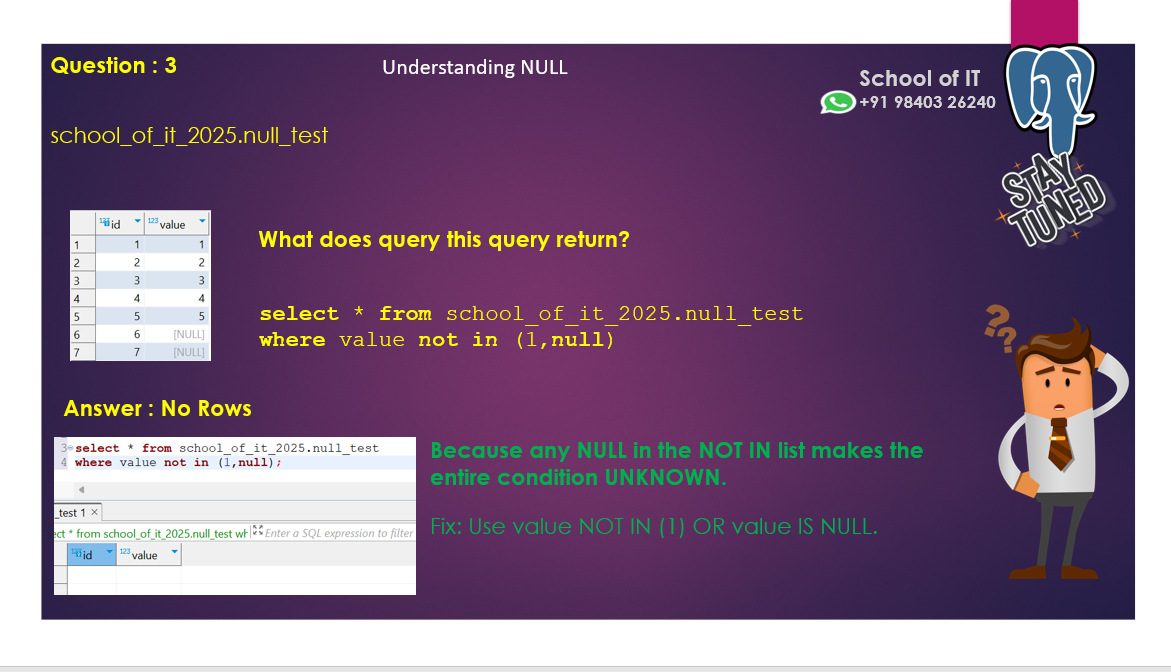 Question : 3
Understanding NULL
School of IT
+91 98403 26240
school_of_it_2025.null_test
STAY
TUNED
123 id 123 value
1 1 1
2 2 2
3 3 3
4 4 4
5 5 5
6 6 [NULL]
7 7 [NULL]
What does query this query return?
select * from school_of_it_2025.null_test
where value not in (1,null)
??
Answer : No Rows
3 select * from school_of_it_2025.null_test
4 where value not in (1,null);
_test 1 ×
ect * from school_of_it_2025.null_test wh Enter a SQL expression to filter
123 id 123 value
Because any NULL in the NOT IN list makes the
entire condition UNKNOWN.
Fix: Use value NOT IN (1) OR value IS NULL.